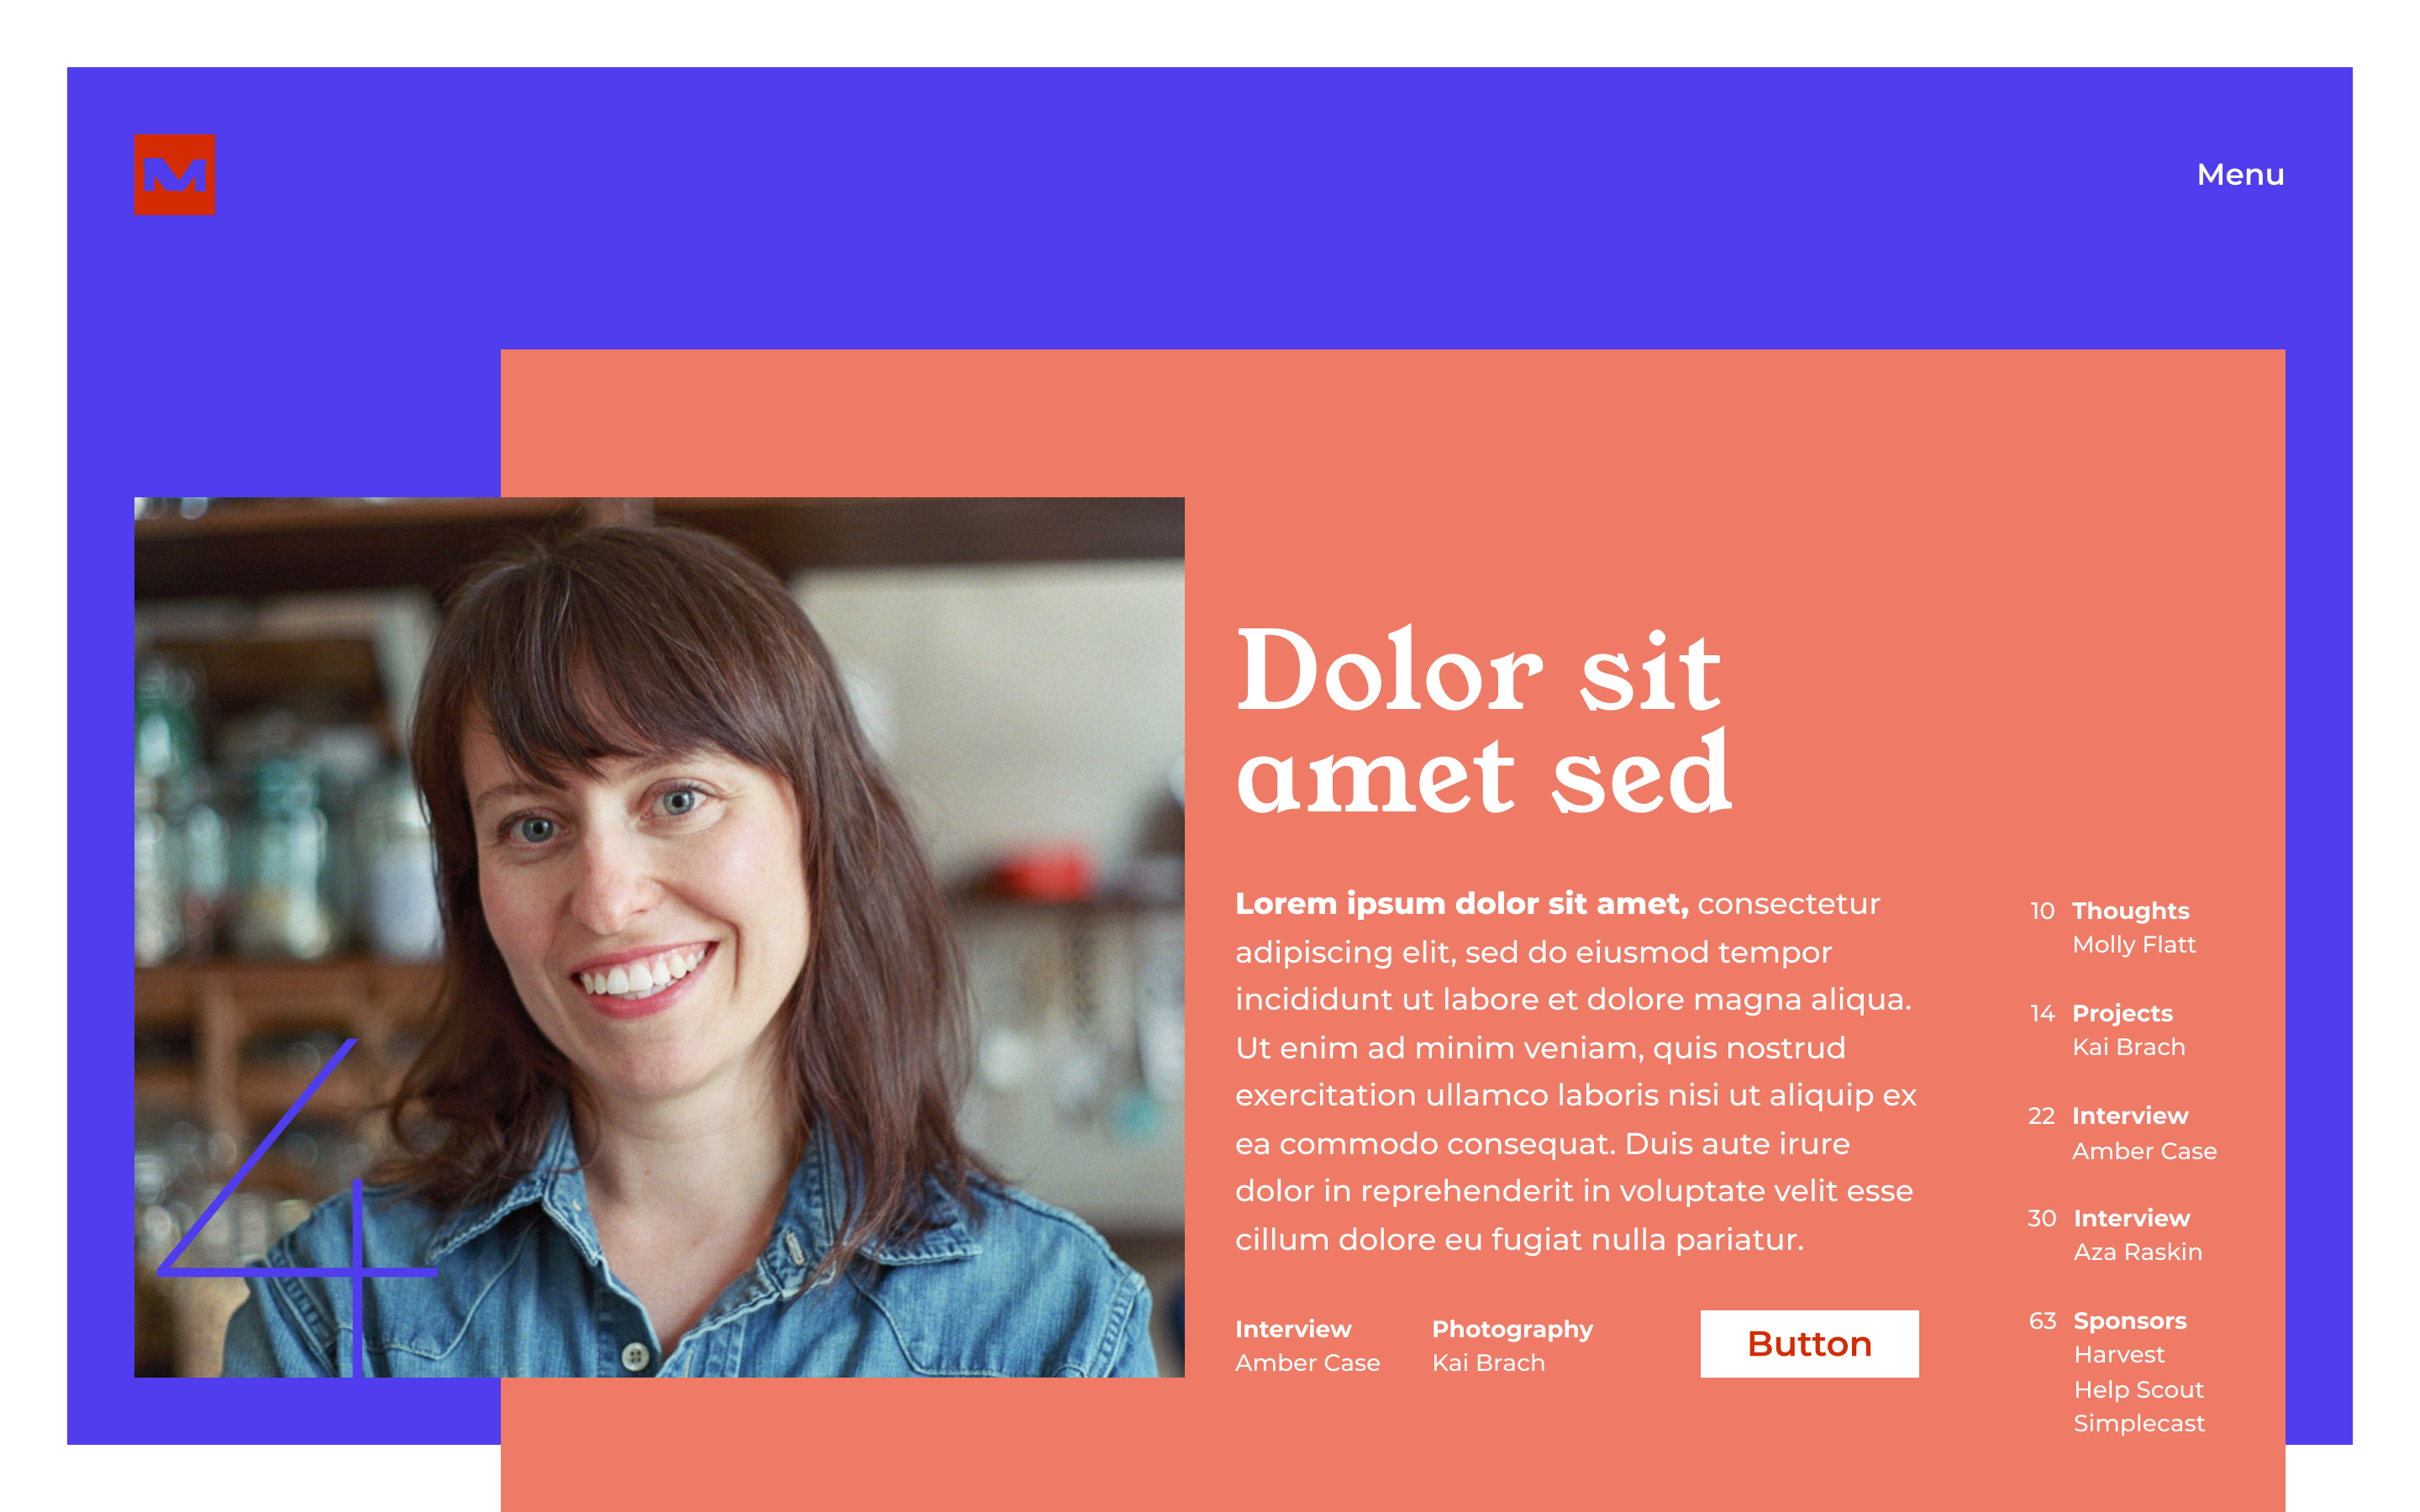 M
Menu
Dolor sit
amet sed
Lorem ipsum dolor sit amet, consectetur
adipiscing elit, sed do eiusmod tempor
incididunt ut labore et dolore magna aliqua.
Ut enim ad minim veniam, quis nostrud
exercitation ullamco laboris nisi ut aliquip ex
ea commodo consequat. Duis aute irure
dolor in reprehenderit in voluptate velit esse
cillum dolore eu fugiat nulla pariatur.
Interview
Amber Case
Photography
Kai Brach
Button
10 Thoughts
Molly Flatt
14 Projects
Kai Brach
22 Interview
Amber Case
30 Interview
Aza Raskin
63 Sponsors
Harvest
Help Scout
Simplecast
4